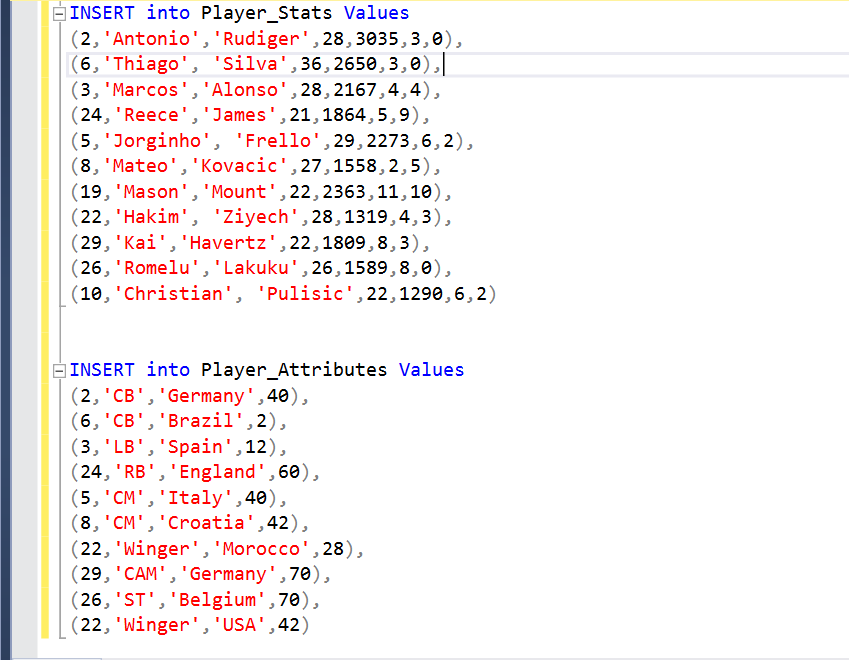 INSERT into Player_Stats Values
(2,'Antonio','Rudiger',28,3035,3,0),
(6,'Thiago', 'Silva',36,2650,3,0),
(3,'Marcos','Alonso',28,2167,4,4),
(24,'Reece','James',21,1864,5,9),
(5,'Jorginho', 'Frello',29,2273,6,2),
(8,'Mateo','Kovacic',27,1558,2,5),
(19,'Mason','Mount',22,2363,11,10),
(22,'Hakim', 'Ziyech',28,1319,4,3),
(29,'Kai','Havertz',22,1809,8,3),
(26,'Romelu','Lakuku',26,1589,8,0),
(10,'Christian', 'Pulisic',22,1290,6,2)
INSERT into Player_Attributes Values
(2,'CB','Germany',40),
(6,'CB','Brazil',2),
(3,'LB','Spain',12),
(24,'RB','England',60),
(5,'CM','Italy',40),
(8,'CM','Croatia',42),
(22,'Winger','Morocco',28),
(29,'CAM','Germany',70),
(26,'ST','Belgium',70),
(22,'Winger','USA',42)